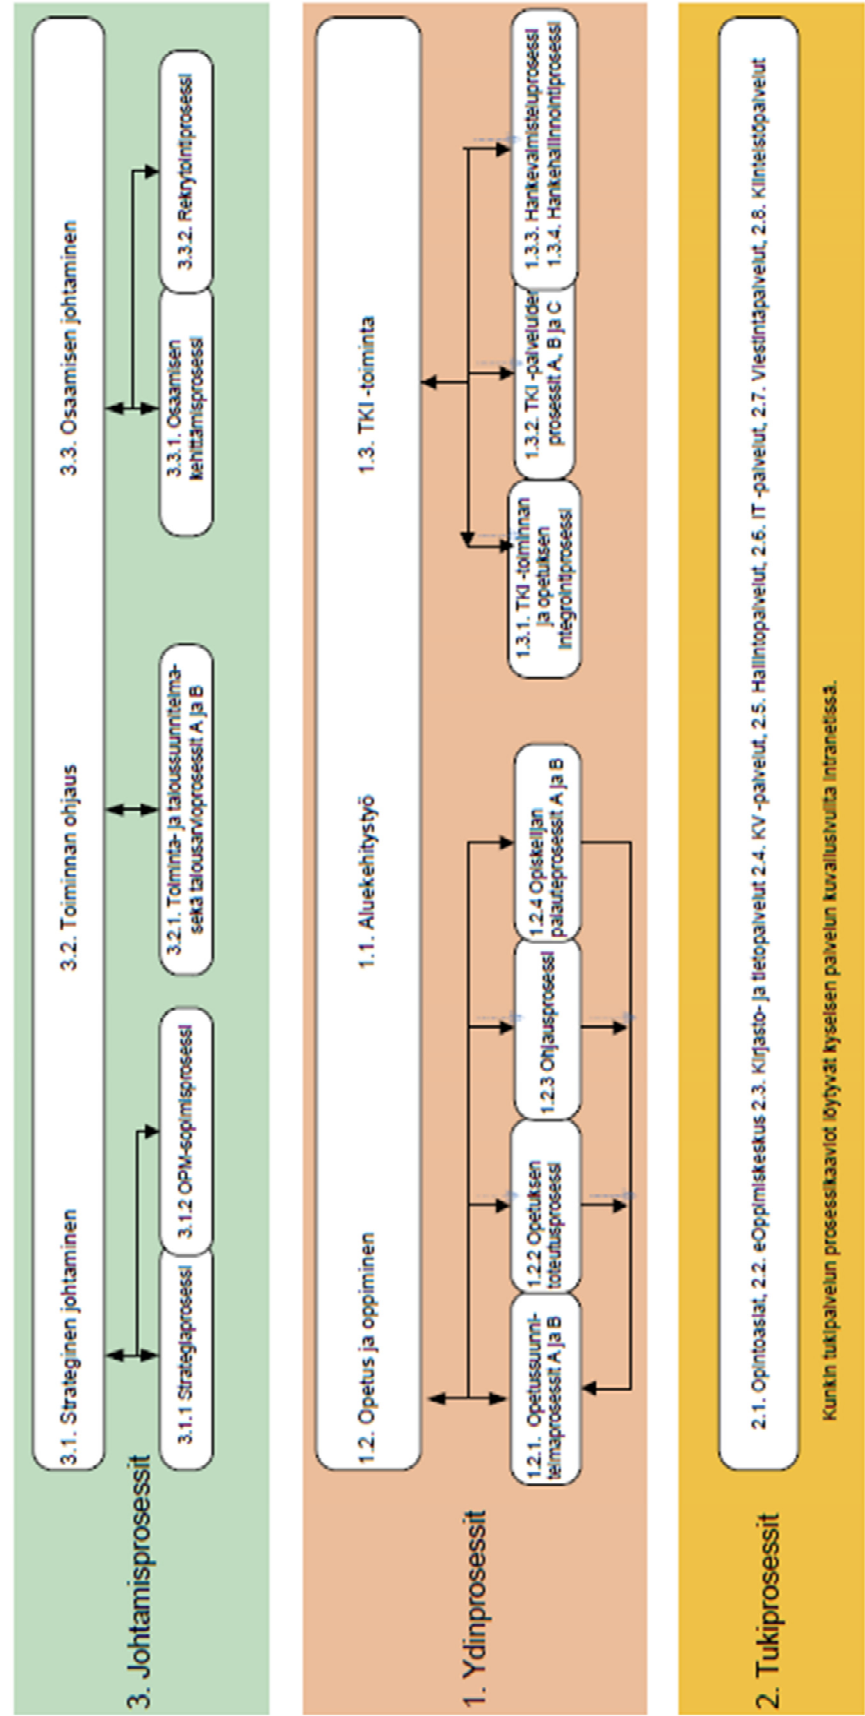 3. Johtamisprosessit
3.1. Strateginen johtaminen
3.2. Toiminnan ohjaus
3.3. Osaamisen johtaminen
3.1.1 Strategiaprosessi
3.1.2 OPM-sopimisprosessi
3.2.1. Toiminta- ja taloussuunnitelma-
sekä talousarvioprosessit A ja B
3.3.1. Osaamisen
kehittämisprosessi
3.3.2. Rekrytointiprosessi
1. Ydinprosessit
1.2. Opetus ja oppiminen
1.1. Aluekehitystyö
1.3. TKI -toiminta
1.2.1. Opetussuunni-
telmaprosessit A ja B
1.2.2 Opetuksen
toteutusprosessi
1.2.3 Ohjausprosessi
1.2.4 Opiskelijan
palauteprosessit A ja B
1.3.1. TKI -toiminnan
ja opetuksen
integrointiprosessi
1.3.2. TKI -palveluider
prosessit A, B ja C
1.3.3. Hankevalmisteluprosessi
1.3.4. Hankehallinnointiprosessi
2. Tukiprosessit
2.1. Opintoasiat, 2.2. eOppimiskeskus 2.3. Kirjasto- ja tietopalvelut 2.4. KV -palvelut, 2.5. Hallintopalvelut, 2.6. IT -palvelut, 2.7. Viestintäpalvelut, 2.8. Kiinteistöpalvelut
Kunkin tukipalvelun prosessikaaviot löytyvät kyseisen palvelun kuvailusivuilta intranetissä.